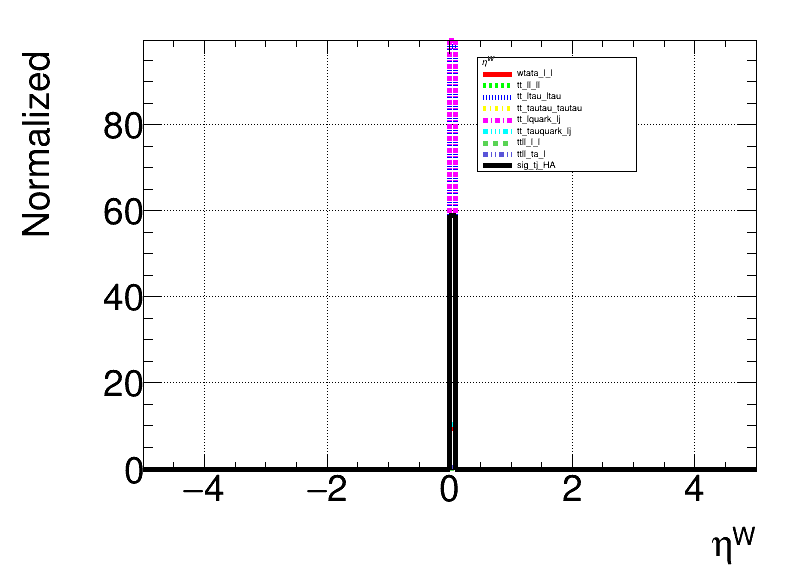 Normalized
80
60
40
20
0
−4
−2
0
2
4
η^W
η^W
wtata_l_l
tt_ll_ll
tt_ltau_ltau
tt_tautau_tautau
tt_lquark_lj
tt_tauquark_lj
ttll_l_l
ttll_ta_l
sig_tj_HA